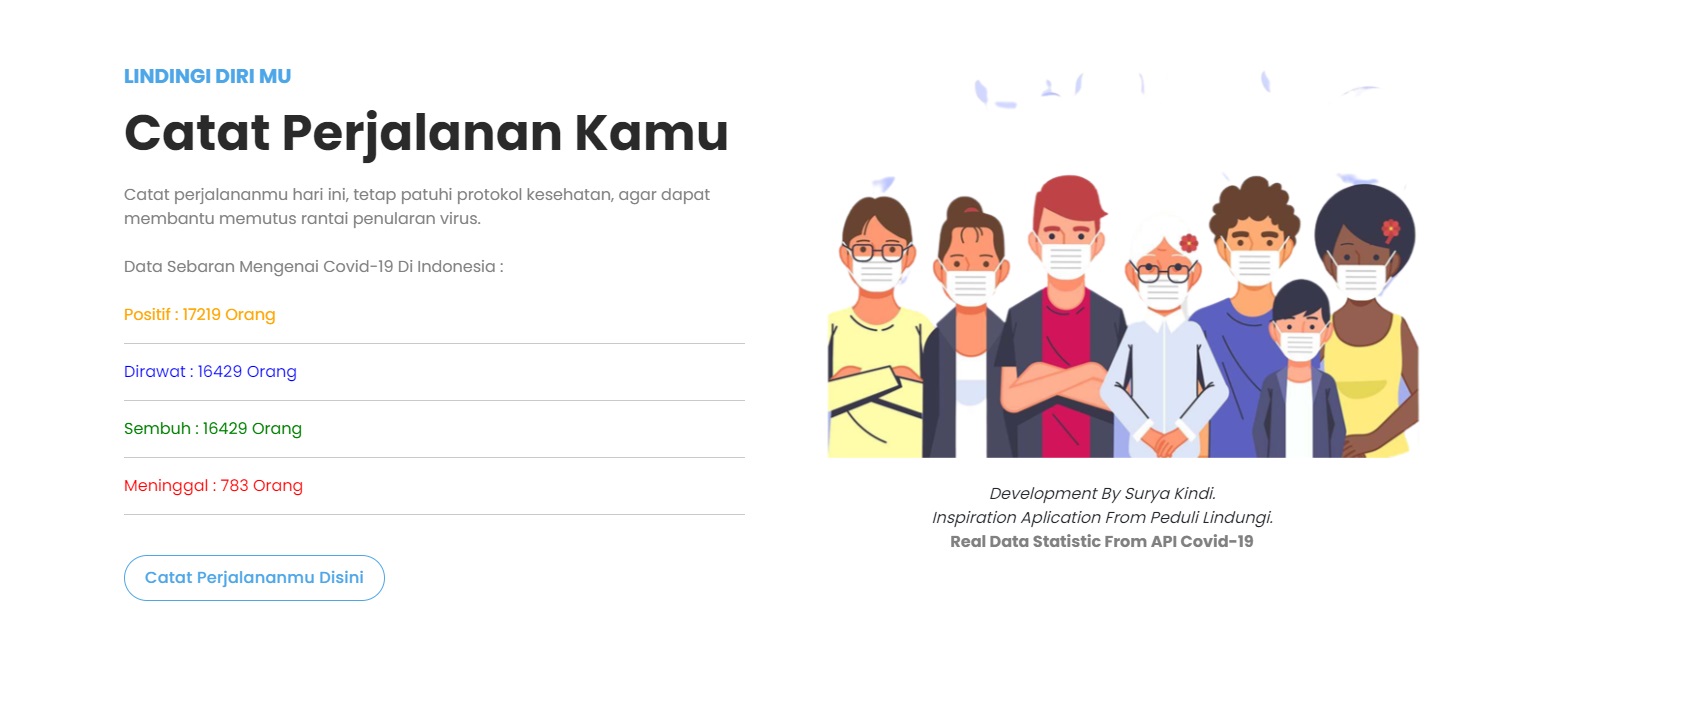 LINDINGI DIRI MU
Catat Perjalanan Kamu
Catat perjalananmu hari ini, tetap patuhi protokol kesehatan, agar dapat
membantu memutus rantai penularan virus.
Data Sebaran Mengenai Covid-19 Di Indonesia :
Positif : 17219 Orang
Dirawat : 16429 Orang
Sembuh : 16429 Orang
Meninggal : 783 Orang
Catat Perjalananmu Disini
Development By Surya Kindi.
Inspiration Aplication From Peduli Lindungi.
Real Data Statistic From API Covid-19